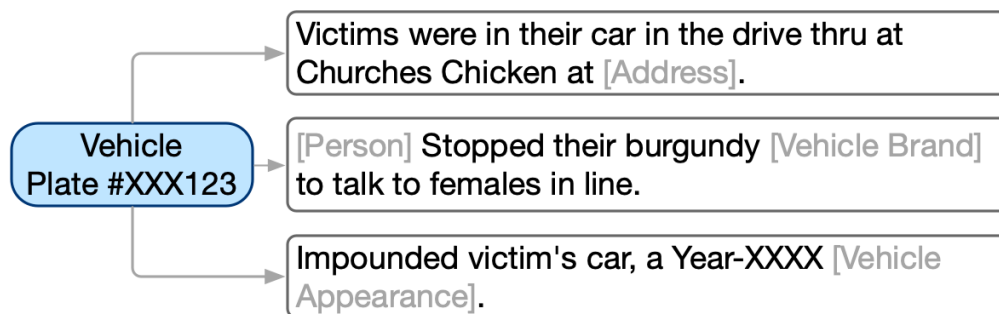 Victims were in their car in the drive thru at
Churches Chicken at [Address].
Vehicle
Plate #XXX123
[Person] Stopped their burgundy [Vehicle Brand]
to talk to females in line.
Impounded victim's car, a Year-XXXX [Vehicle
Appearance].